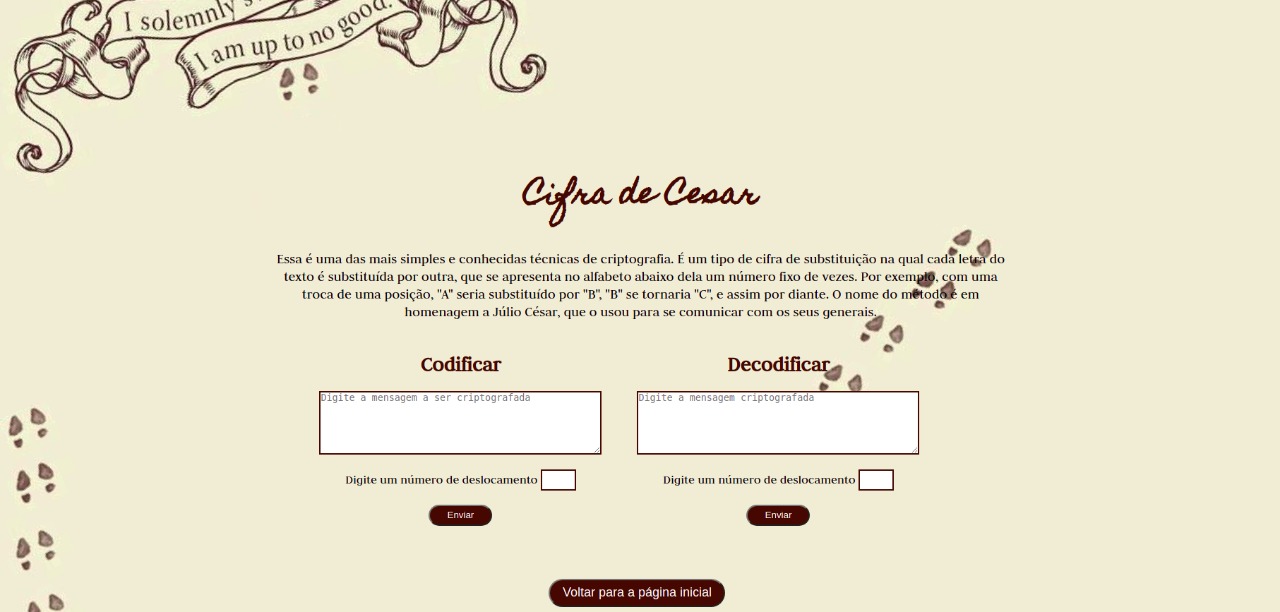 I solemnly
I am up to no good.
Cifra de Cesar
Essa é uma das mais simples e conhecidas técnicas de criptografia. É um tipo de cifra de substituição na qual cada letra do
texto é substituída por outra, que se apresenta no alfabeto abaixo dela um número fixo de vezes. Por exemplo, com uma
troca de uma posição, "A" seria substituído por "B", "B" se tornaria "C", e assim por diante. O nome do método é em
homenagem a Júlio César, que o usou para se comunicar com os seus generais.
Codificar
Decodificar
Digite a mensagem a ser criptografada
Digite a mensagem criptografada
Digite um número de deslocamento
Digite um número de deslocamento
Enviar
Enviar
Voltar para a página inicial